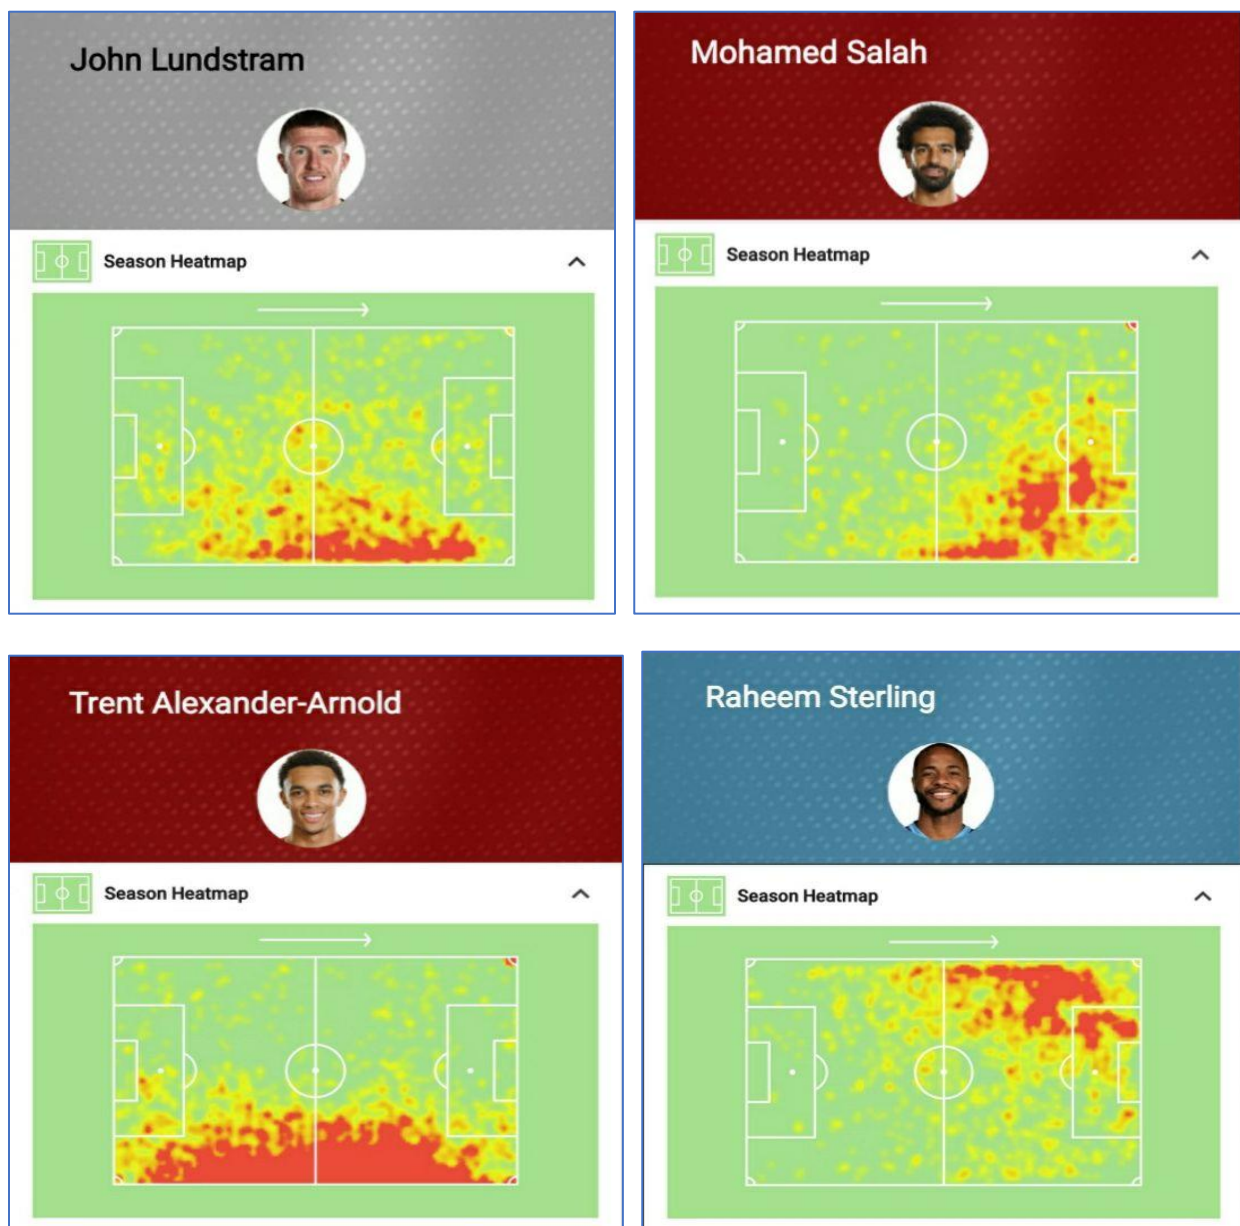 John Lundstram
Season Heatmap
Mohamed Salah
Season Heatmap
Trent Alexander-Arnold
Season Heatmap
Raheem Sterling
Season Heatmap